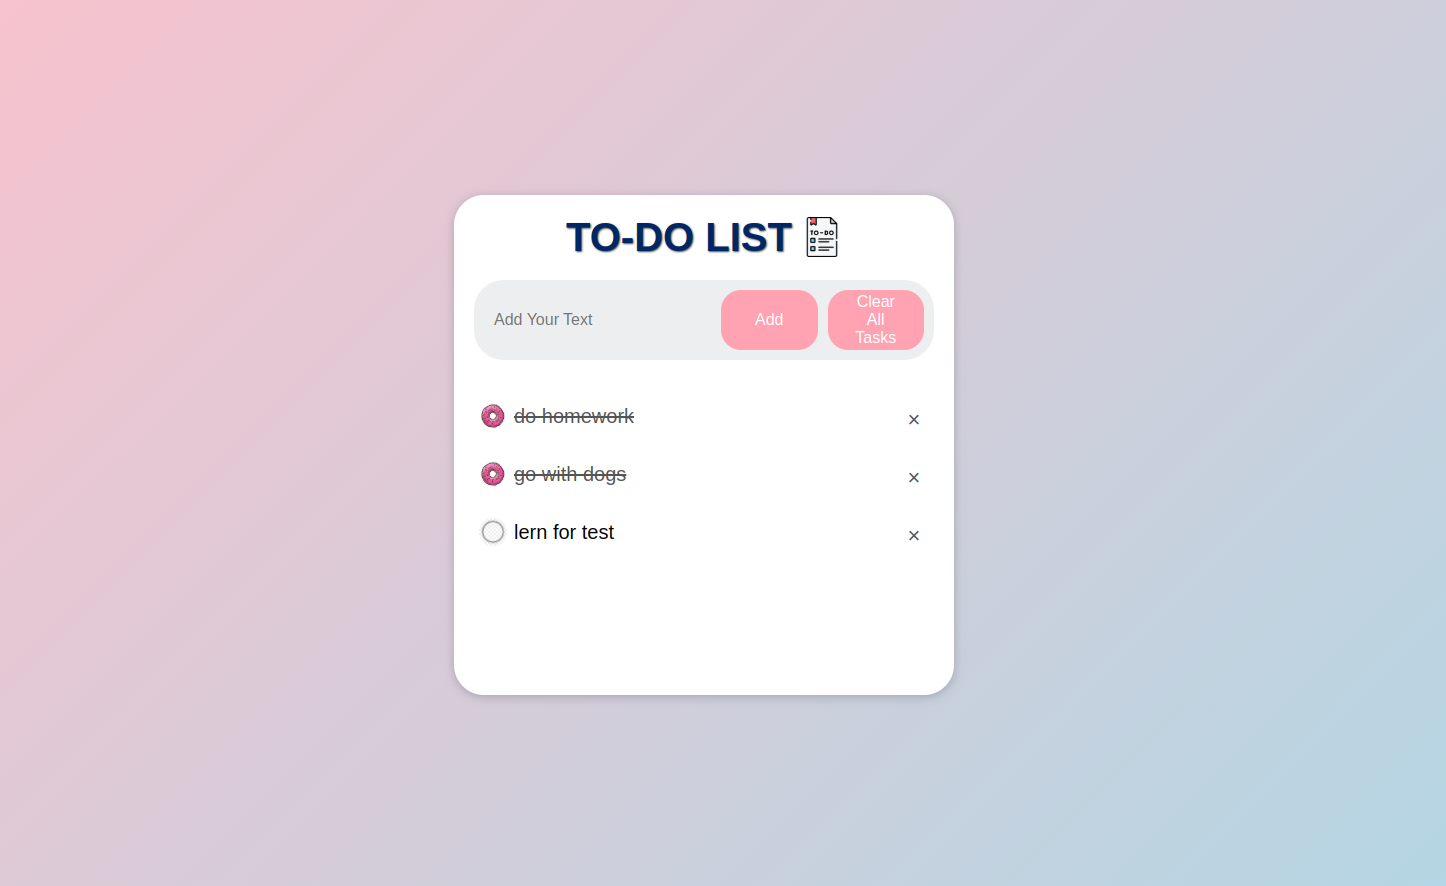 TO-DO LIST
TO-DO
Add Your Text
Add
Clear
All
Tasks
do homework
×
go with dogs
×
lern for test
×